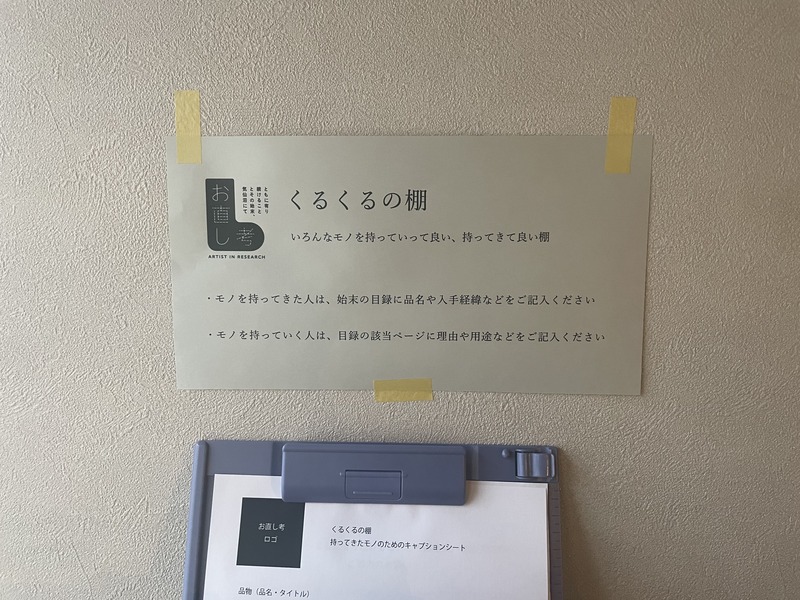 お直し考
ともに寄り
続けること
とその始末、
気仙沼にて
ARTIST IN RESEARCH
くるくるの棚
いろんなモノを持っていって良い、持ってきて良い棚
・モノを持ってきた人は、始末の目録に品名や入手経緯などをご記入ください
・モノを持っていく人は、目録の該当ページに理由や用途などをご記入ください
お直し考
ロゴ
くるくるの棚
持ってきたモノのためのキャプションシート
品物（品名・タイトル）